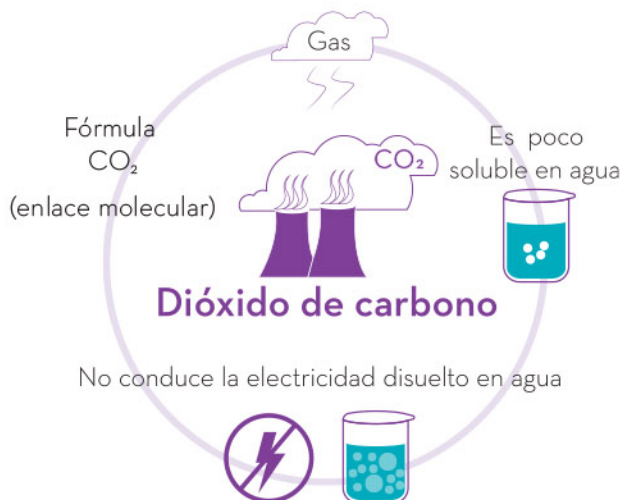 Gas
Fórmula
CO₂
(enlace molecular)
CO₂
Es poco
soluble en agua
Dióxido de carbono
No conduce la electricidad disuelto en agua